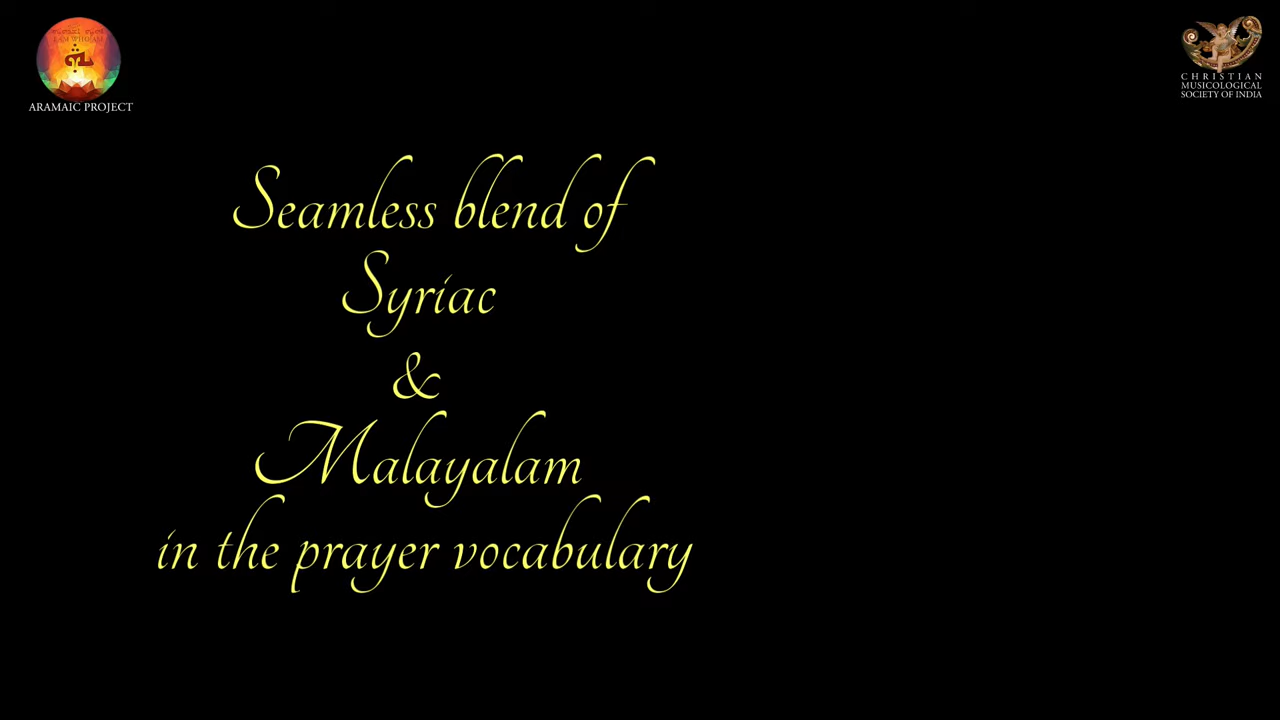 ARAMAIC PROJECT
CHRISTIAN
MUSICOLOGICAL
SOCIETY OF INDIA
Seamless blend of
Syriac
&
Malayalam
in the prayer vocabulary